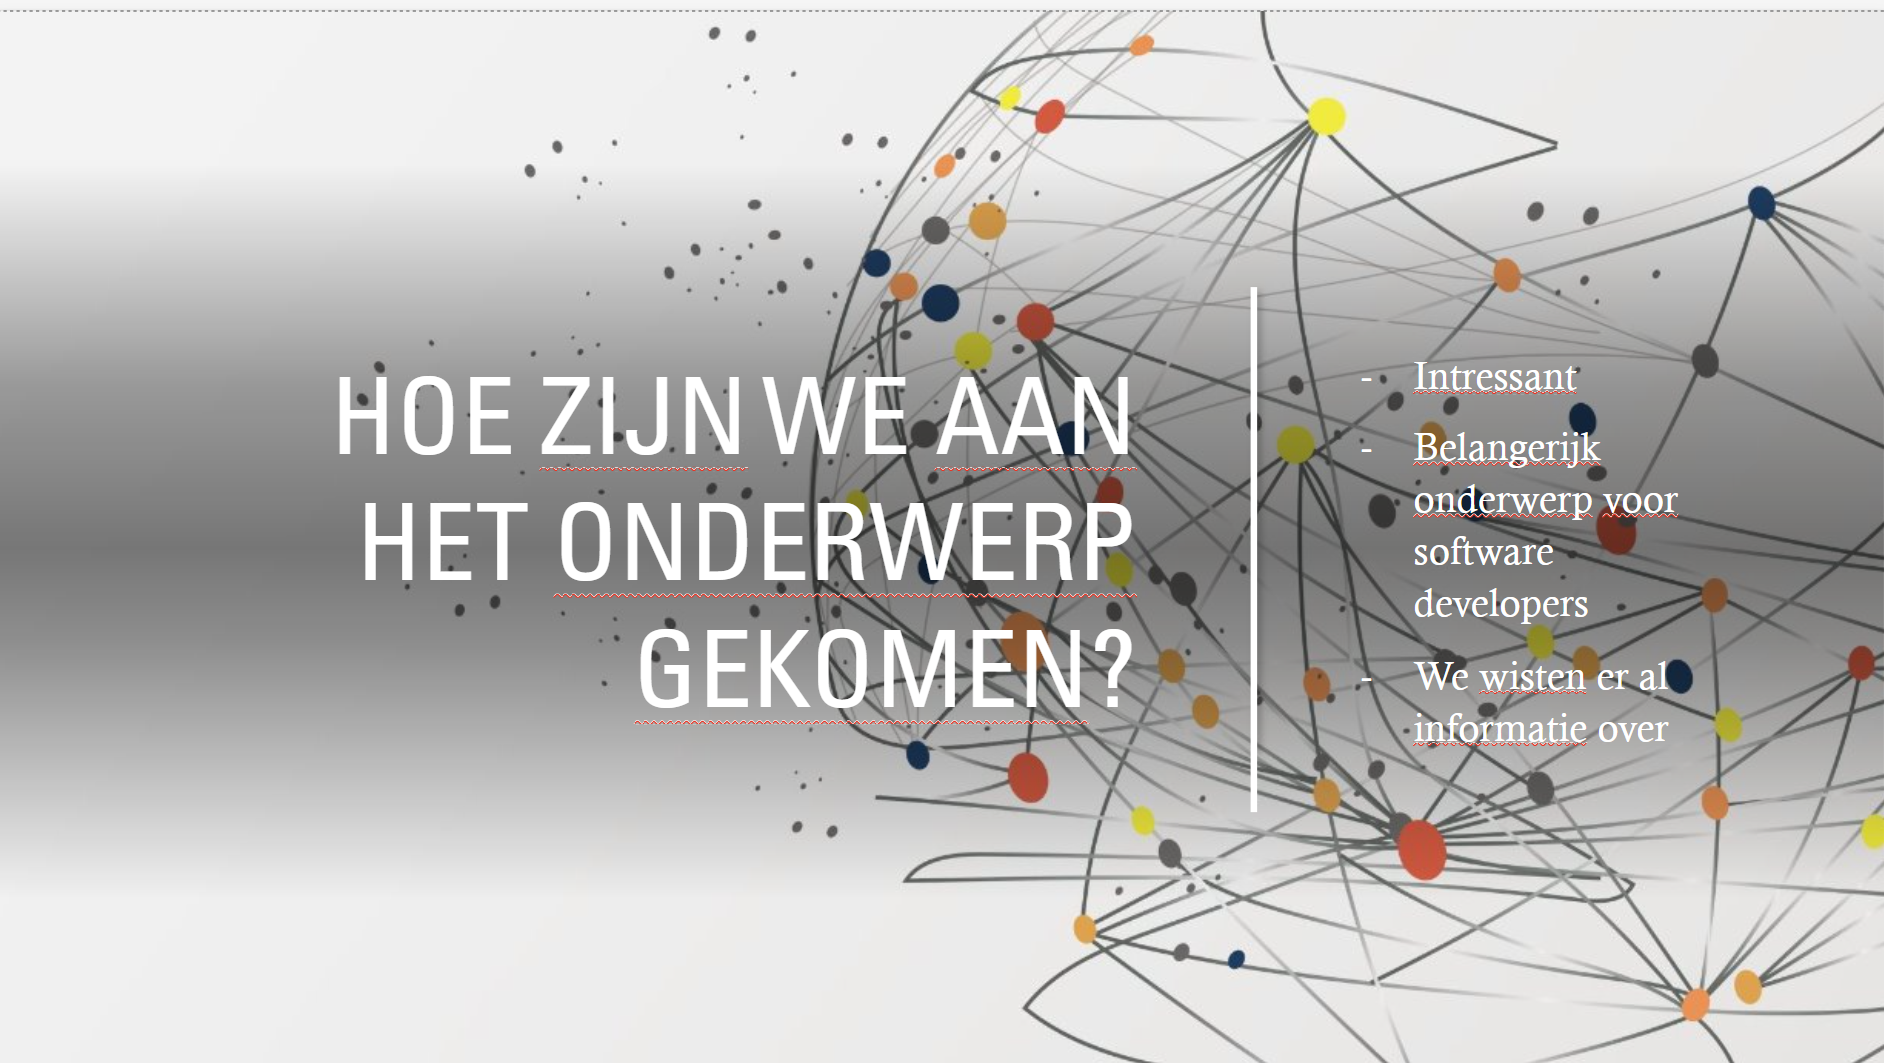 HOE ZIJN WE AAN
HET ONDERWERP
GEKOMEN?
- Intressant
- Belangerijk
onderwerp voor
software
developers
- We wisten er al
informatie over